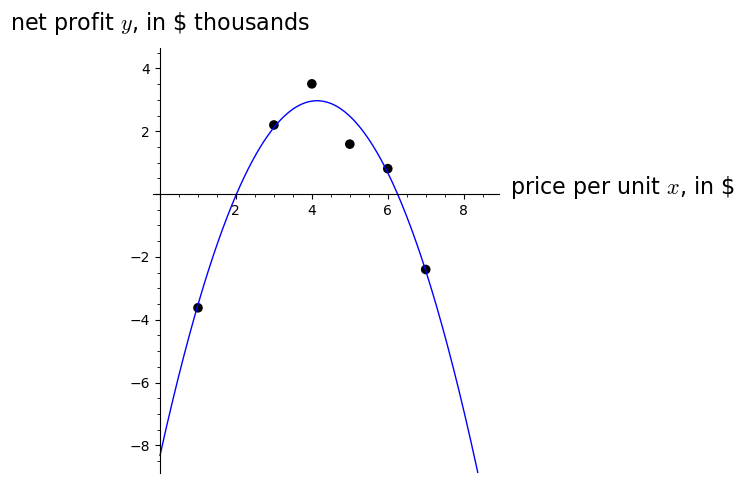 net profit y, in $ thousands
4
2
price per unit x, in $
2 4 6 8
−2
−4
−6
−8